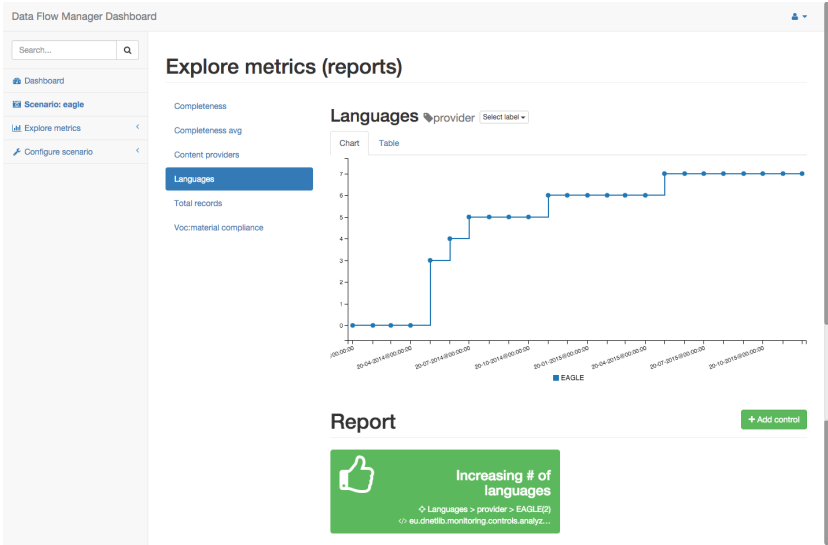 Data Flow Manager Dashboard
Search...
Dashboard
Scenario: eagle
Explore metrics
Configure scenario
Explore metrics (reports)
Completeness
Completeness avg
Content providers
Languages
Total records
Voc:material compliance
Languages provider Select label
Chart Table
7
6
5
4
3
2
1
0
/00:00:00
20-04-2014@00:00:00
20-07-2014@00:00:00
20-10-2014@00:00:00
20-01-2015@00:00:00
20-04-2015@00:00:00
20-07-2015@00:00:00
20-10-2015@00:00:00
EAGLE
Report
+ Add control
Increasing # of
languages
Languages > provider > EAGLE(2)
</> eu.dnetlib.monitoring.controls.analyz...